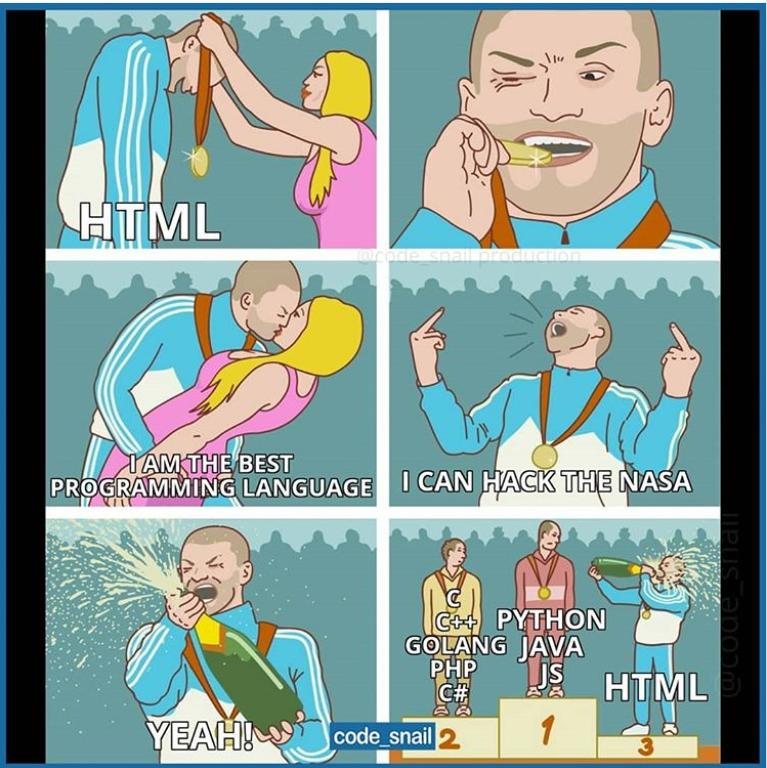 HTML
@code_snail production
I AM THE BEST
PROGRAMMING LANGUAGE
I CAN HACK THE NASA
YEAH!
code_snail
C
C++
GOLANG
PHP
C#
PYTHON
JAVA
JS
HTML
2
1
3
@code_snail